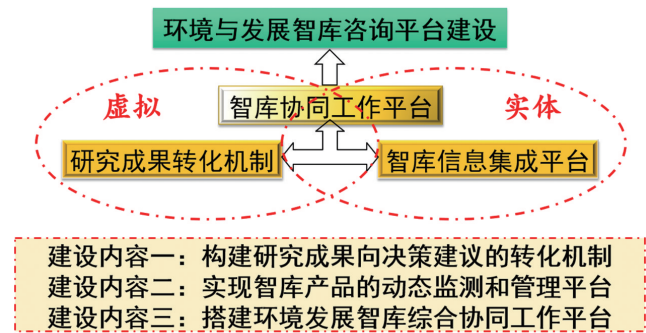 环境与发展智库咨询平台建设
虚拟
智库协同工作平台
实体
研究成果转化机制
智库信息集成平台
建设内容一：构建研究成果向决策建议的转化机制
建设内容二：实现智库产品的动态监测和管理平台
建设内容三：搭建环境发展智库综合协同工作平台